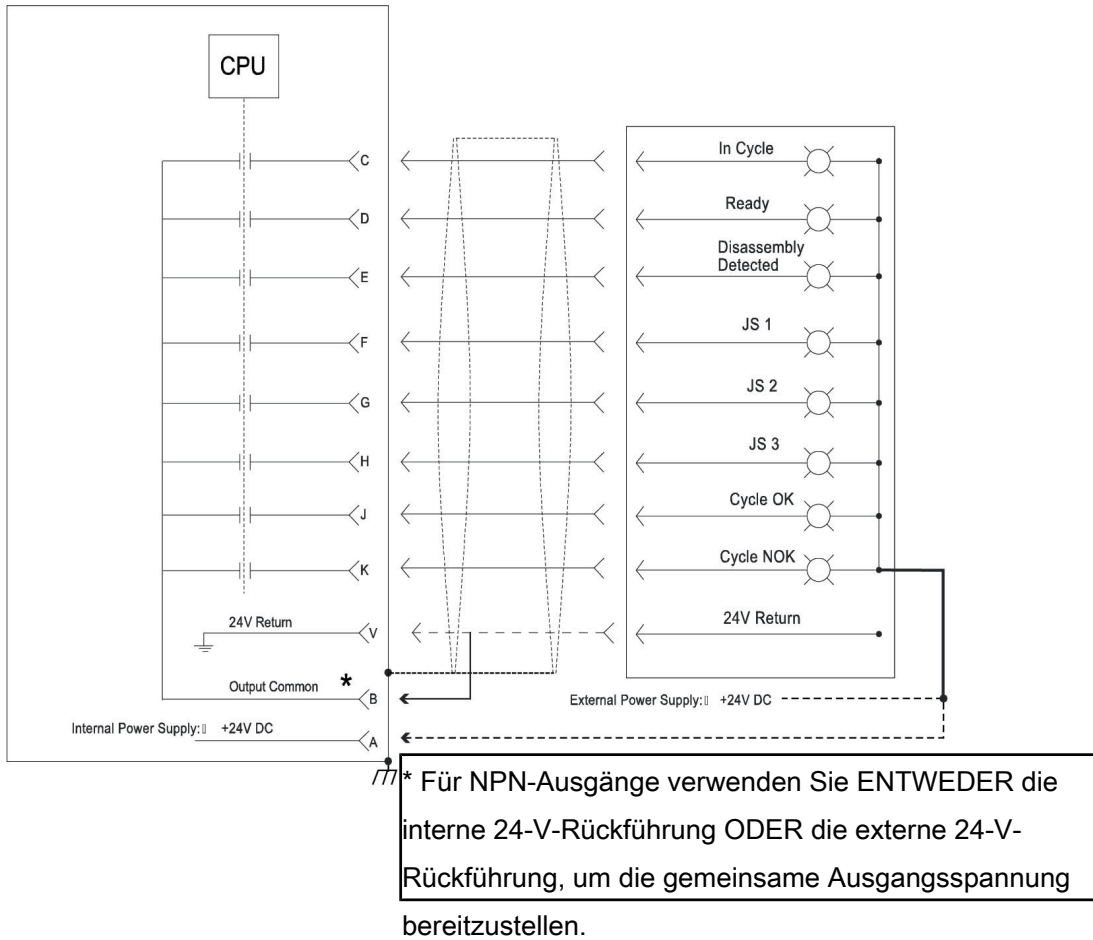 CPU
C
In Cycle
D
Ready
E
Disassembly
Detected
F
JS 1
G
JS 2
H
JS 3
J
Cycle OK
K
Cycle NOK
24V Return
V
24V Return
Output Common *
B
External Power Supply:▯ +24V DC
Internal Power Supply:▯ +24V DC
A
* Für NPN-Ausgänge verwenden Sie ENTWEDER die
interne 24-V-Rückführung ODER die externe 24-V-
Rückführung, um die gemeinsame Ausgangsspannung
bereitzustellen.